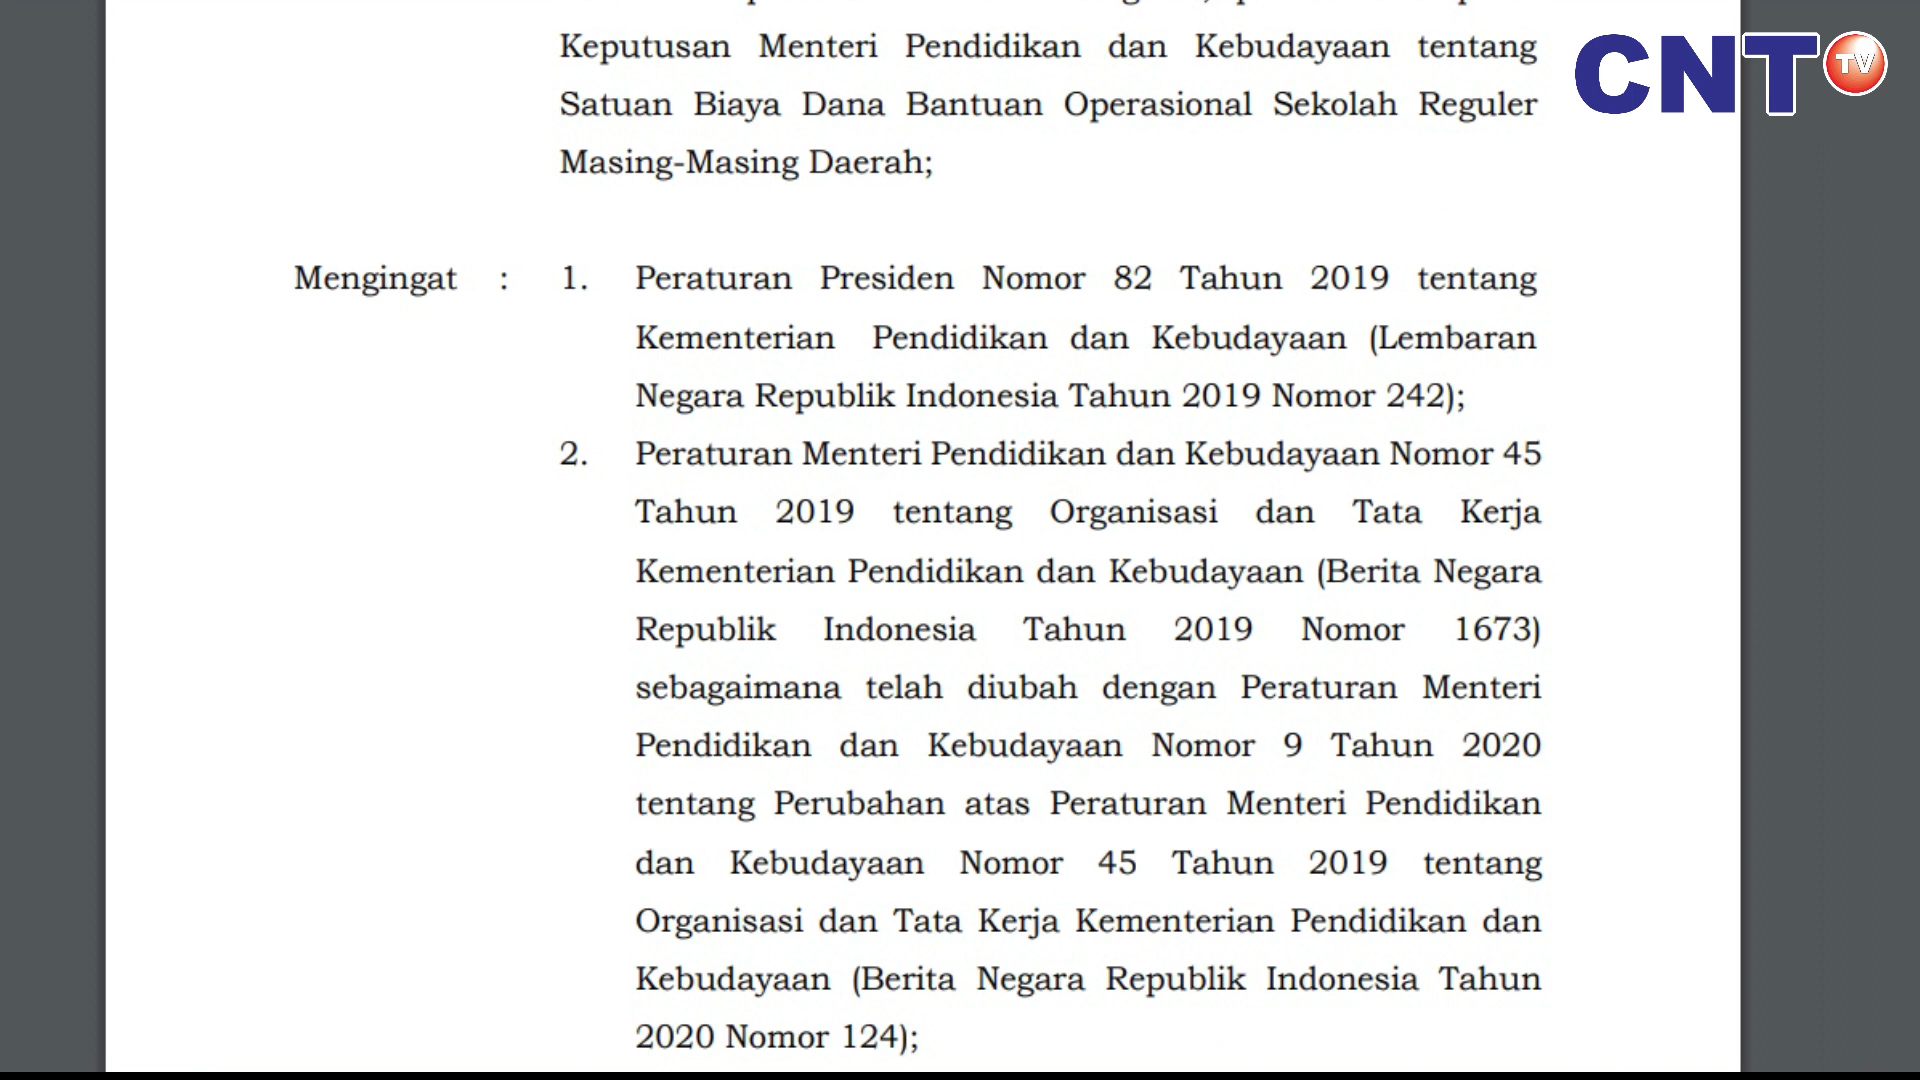 Keputusan Menteri Pendidikan dan Kebudayaan tentang
Satuan Biaya Dana Bantuan Operasional Sekolah Reguler
Masing-Masing Daerah;
Mengingat : 1. Peraturan Presiden Nomor 82 Tahun 2019 tentang
Kementerian Pendidikan dan Kebudayaan (Lembaran
Negara Republik Indonesia Tahun 2019 Nomor 242);
2. Peraturan Menteri Pendidikan dan Kebudayaan Nomor 45
Tahun 2019 tentang Organisasi dan Tata Kerja
Kementerian Pendidikan dan Kebudayaan (Berita Negara
Republik Indonesia Tahun 2019 Nomor 1673)
sebagaimana telah diubah dengan Peraturan Menteri
Pendidikan dan Kebudayaan Nomor 9 Tahun 2020
tentang Perubahan atas Peraturan Menteri Pendidikan
dan Kebudayaan Nomor 45 Tahun 2019 tentang
Organisasi dan Tata Kerja Kementerian Pendidikan dan
Kebudayaan (Berita Negara Republik Indonesia Tahun
2020 Nomor 124);
CNT TV